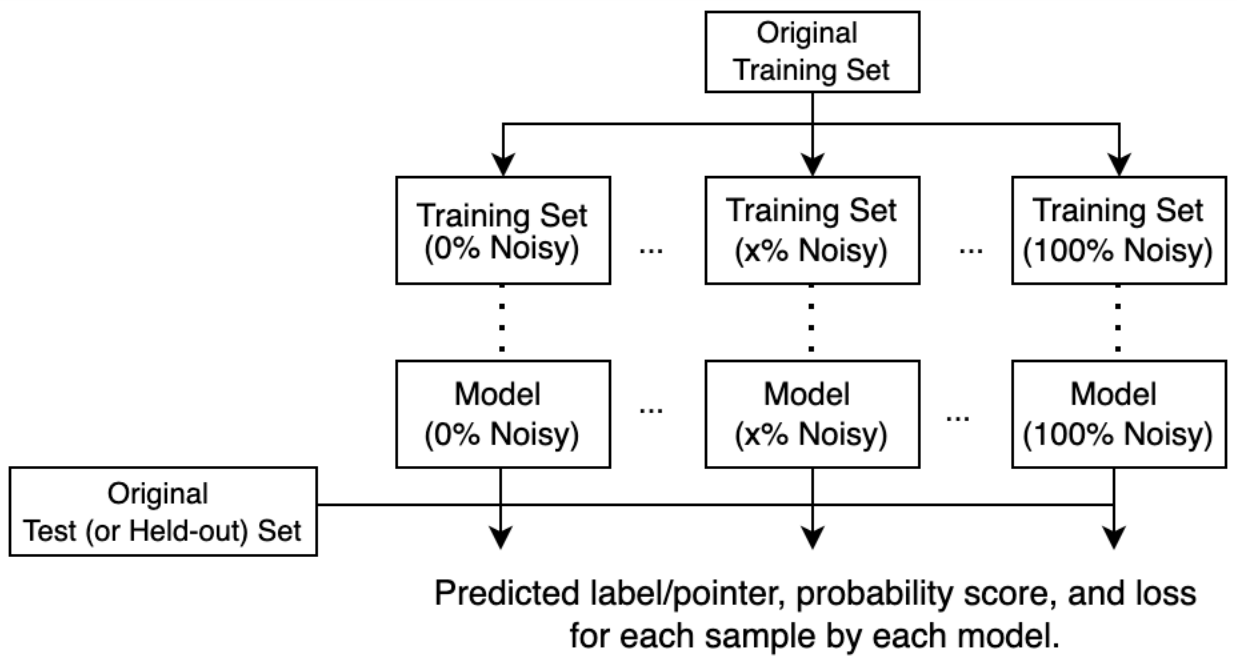 Original
Training Set
Training Set
(0% Noisy)
...
Training Set
(x% Noisy)
...
Training Set
(100% Noisy)
Model
(0% Noisy)
...
Model
(x% Noisy)
...
Model
(100% Noisy)
Original
Test (or Held-out) Set
Predicted label/pointer, probability score, and loss
for each sample by each model.